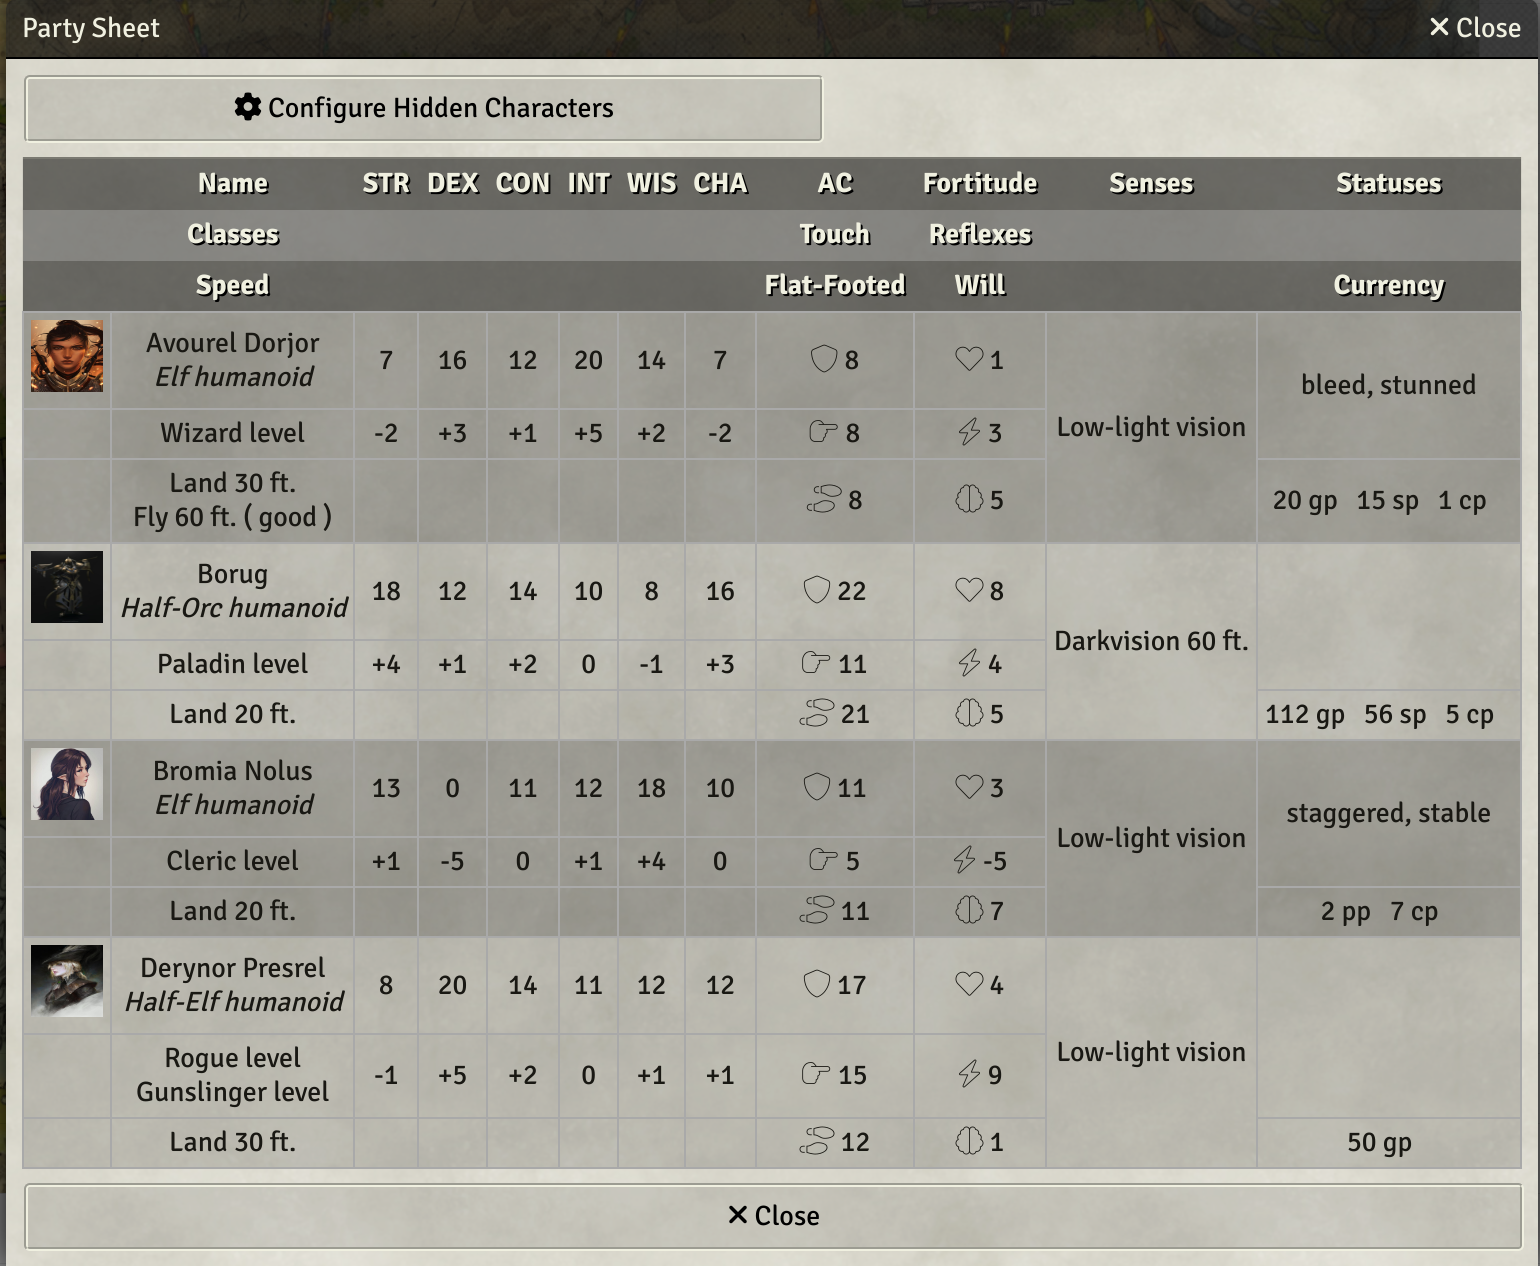 Party Sheet
Close
Configure Hidden Characters
Name STR DEX CON INT WIS CHA AC Fortitude Senses Statuses
Classes Touch Reflexes
Speed Flat-Footed Will Currency
Avourel Dorjor
Elf humanoid
7 16 12 20 14 7 8 1
Low-light vision
bleed, stunned
Wizard level -2 +3 +1 +5 +2 -2 8 3
Land 30 ft.
Fly 60 ft. ( good )
8 5
20 gp 15 sp 1 cp
Borug
Half-Orc humanoid
18 12 14 10 8 16 22 8
Darkvision 60 ft.
Paladin level +4 +1 +2 0 -1 +3 11 4
Land 20 ft. 21 5 112 gp 56 sp 5 cp
Bromia Nolus
Elf humanoid
13 0 11 12 18 10 11 3
Low-light vision
staggered, stable
Cleric level +1 -5 0 +1 +4 0 5 -5
Land 20 ft. 11 7 2 pp 7 cp
Derynor Presrel
Half-Elf humanoid
8 20 14 11 12 12 17 4
Low-light vision
Rogue level
Gunslinger level
-1 +5 +2 0 +1 +1 15 9
Land 30 ft. 12 1 50 gp
Close